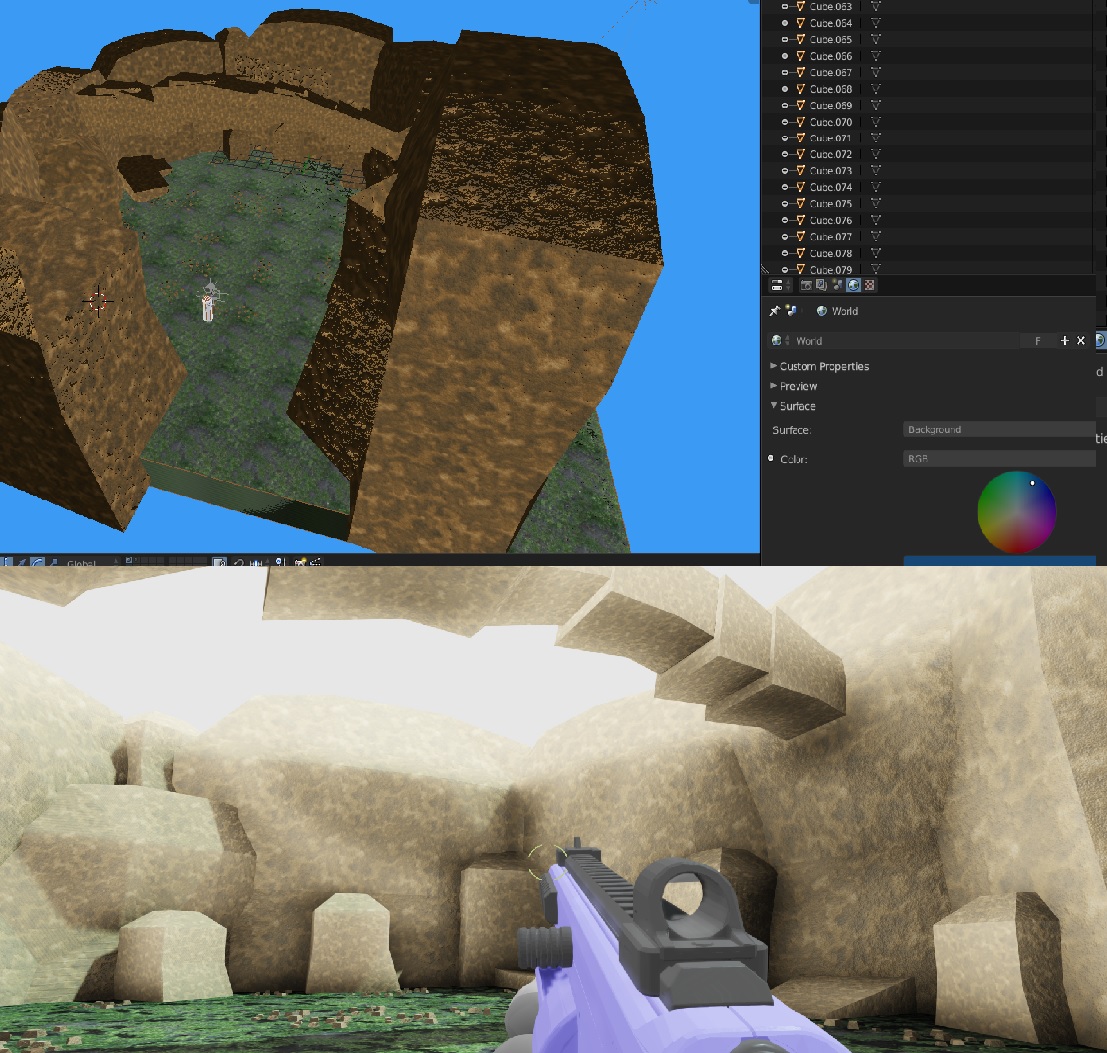 Cube.063
Cube.064
Cube.065
Cube.066
Cube.067
Cube.068
Cube.069
Cube.070
Cube.071
Cube.072
Cube.073
Cube.074
Cube.075
Cube.076
Cube.077
Cube.078
Cube.079
World
World F
Custom Properties
Preview
Surface
Surface: Background
Color: RGB
Global